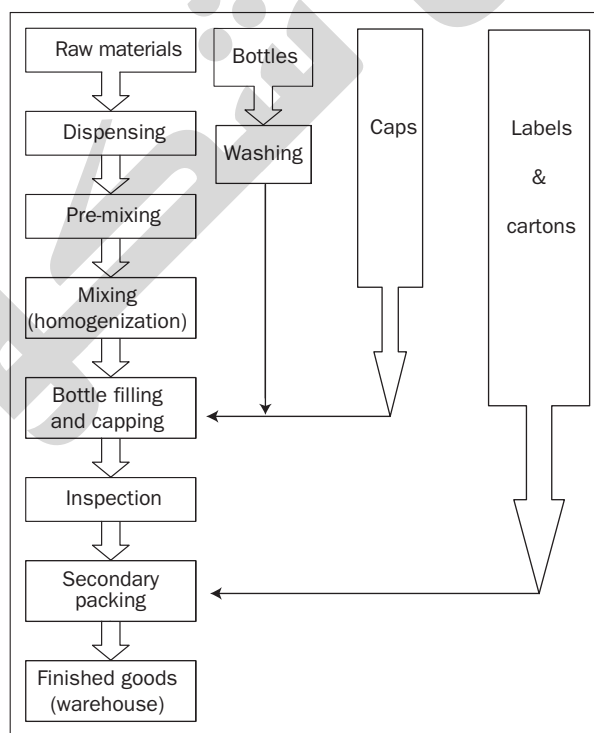 Raw materials
Bottles
Caps
Labels
&
cartons
Dispensing
Washing
Pre-mixing
Mixing
(homogenization)
Bottle filling
and capping
Inspection
Secondary
packing
Finished goods
(warehouse)